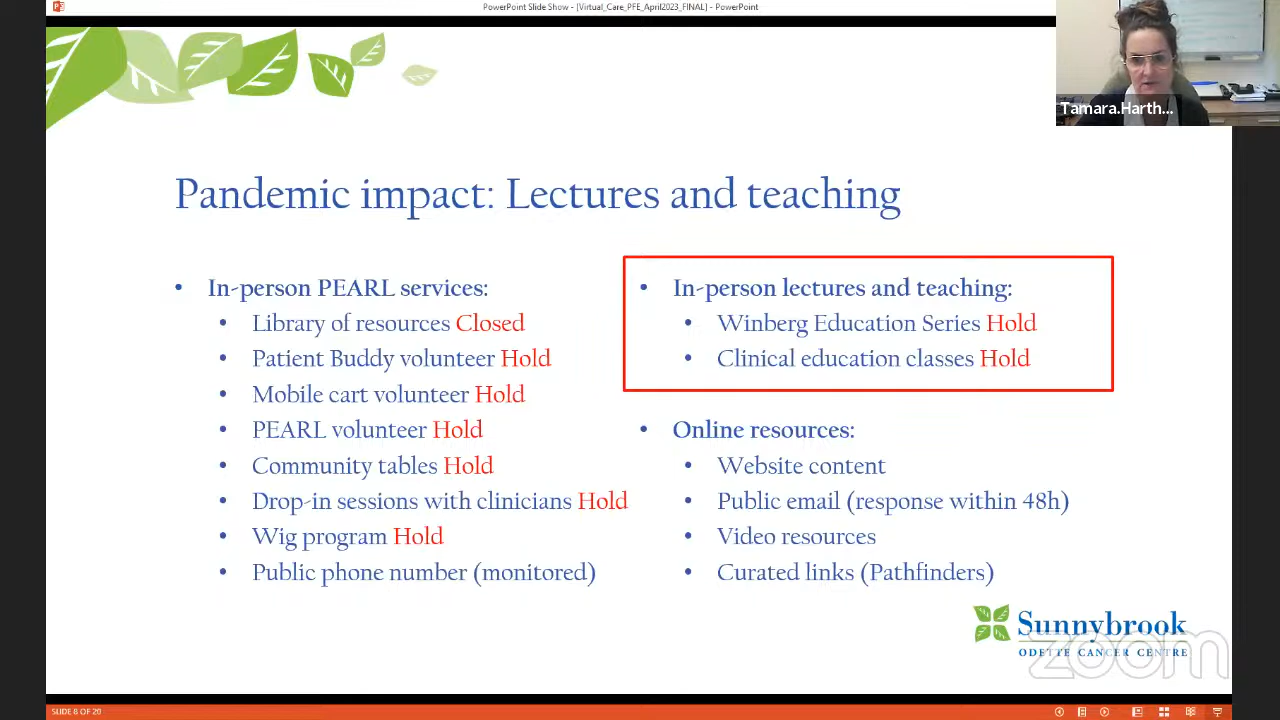 PowerPoint Slide Show - [Virtual_Care_PFE_April2023_FINAL] - PowerPoint
Tamara.Harth...
Pandemic impact: Lectures and teaching
• In-person PEARL services:
• Library of resources Closed
• Patient Buddy volunteer Hold
• Mobile cart volunteer Hold
• PEARL volunteer Hold
• Community tables Hold
• Drop-in sessions with clinicians Hold
• Wig program Hold
• Public phone number (monitored)
• In-person lectures and teaching:
• Winberg Education Series Hold
• Clinical education classes Hold
• Online resources:
• Website content
• Public email (response within 48h)
• Video resources
• Curated links (Pathfinders)
Sunnybrook
ODETTE CANCER CENTRE
zoom
SLIDE 8 OF 20